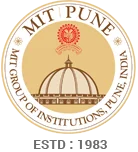 MIT PUNE
MIT GROUP OF INSTITUTIONS, PUNE, INDIA.
ESTD : 1983